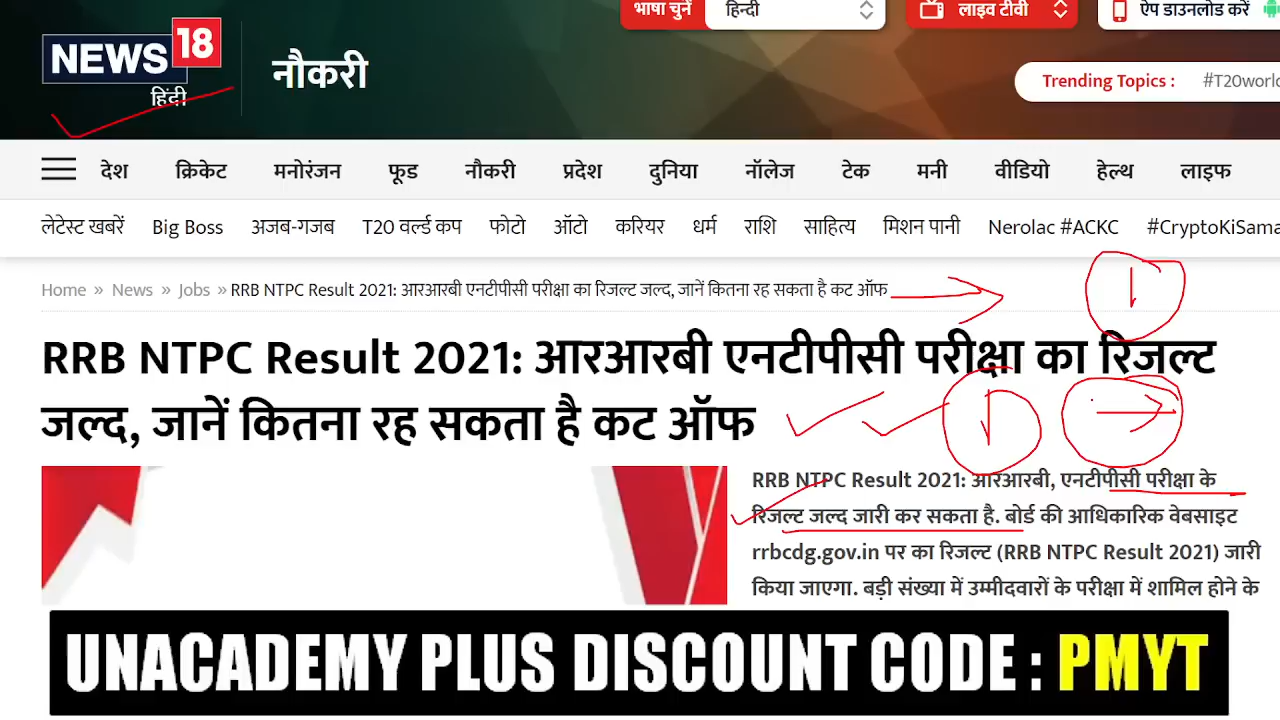 भाषा चुनें हिन्दी लाइव टीवी ऐप डाउनलोड करें
NEWS 18
हिंदी
नौकरी
Trending Topics : #T20world
देश क्रिकेट मनोरंजन फूड नौकरी प्रदेश दुनिया नॉलेज टेक मनी वीडियो हेल्थ लाइफ
लेटेस्ट खबरें Big Boss अजब-गजब T20 वर्ल्ड कप फोटो ऑटो करियर धर्म राशि साहित्य मिशन पानी Nerolac #ACKC #CryptoKiSama
Home » News » Jobs » RRB NTPC Result 2021: आरआरबी एनटीपीसी परीक्षा का रिजल्ट जल्द, जानें कितना रह सकता है कट ऑफ
RRB NTPC Result 2021: आरआरबी एनटीपीसी परीक्षा का रिजल्ट
जल्द, जानें कितना रह सकता है कट ऑफ
RRB NTPC Result 2021: आरआरबी, एनटीपीसी परीक्षा के
रिजल्ट जल्द जारी कर सकता है. बोर्ड की आधिकारिक वेबसाइट
rrbcdg.gov.in पर का रिजल्ट (RRB NTPC Result 2021) जारी
किया जाएगा. बड़ी संख्या में उम्मीदवारों के परीक्षा में शामिल होने के
UNACADEMY PLUS DISCOUNT CODE : PMYT